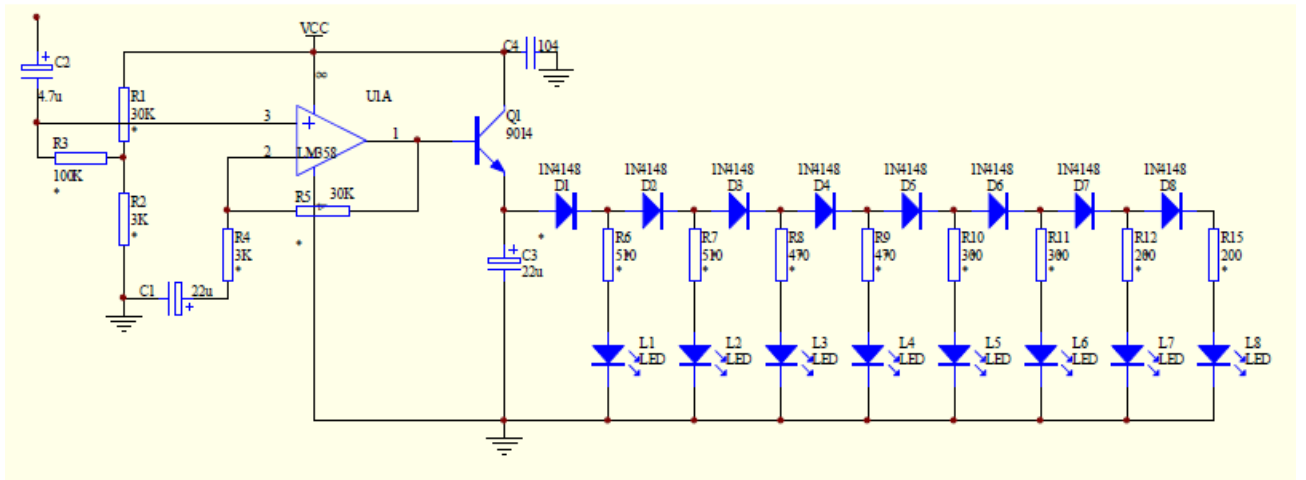 VCC
C4
104
C2
4.7u
R1
30K
*
U1A
Q1
9014
3
1
2
LM358
R3
100K
*
R5
30K
*
R2
3K
*
R4
3K
*
C1
22u
C3
22u
1N4148
D1
*
1N4148
D2
1N4148
D3
1N4148
D4
1N4148
D5
1N4148
D6
1N4148
D7
1N4148
D8
R6
510
*
R7
510
*
R8
470
*
R9
470
*
R10
300
*
R11
300
*
R12
200
*
R15
200
L1
LED
L2
LED
L3
LED
L4
LED
L5
LED
L6
LED
L7
LED
L8
LED